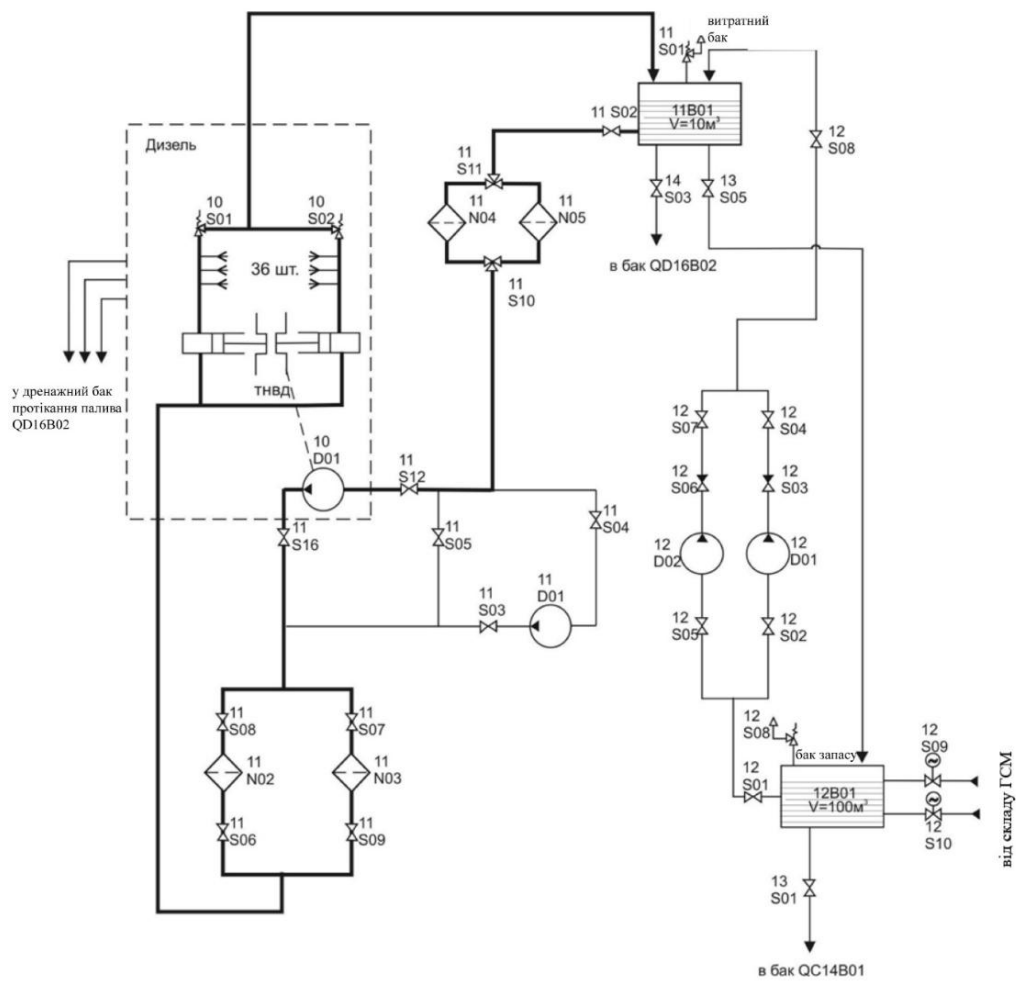 витратний
бак
11
S01
11 S02
11B01
V=10м³
12
S08
Дизель
11
S11
11
N04
11
N05
14
S03
13
S05
10
S01
10
S02
в бак QD16B02
36 шт.
11
S10
у дренажний бак
протікання палива
QD16B02
ТНВД
12
S07
12
S04
10
D01
11
S12
12
S06
12
S03
11
S16
11
S05
11
S04
12
D02
12
D01
11
S03
11
D01
12
S05
12
S02
11
S08
11
S07
12
S08
бак запасу
12
S09
11
N02
11
N03
12
S01
12B01
V=100м³
від складу ГСМ
11
S06
11
S09
12
S10
13
S01
в бак QC14B01